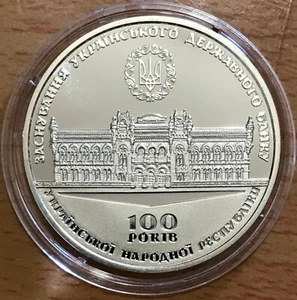 ЗАСНУВАННЯ УКРАЇНСЬКОГО ДЕРЖАВНОГО БАНКУ
100
РОКІВ
УКРАЇНСЬКОЇ НАРОДНОЇ РЕСПУБЛІКИ